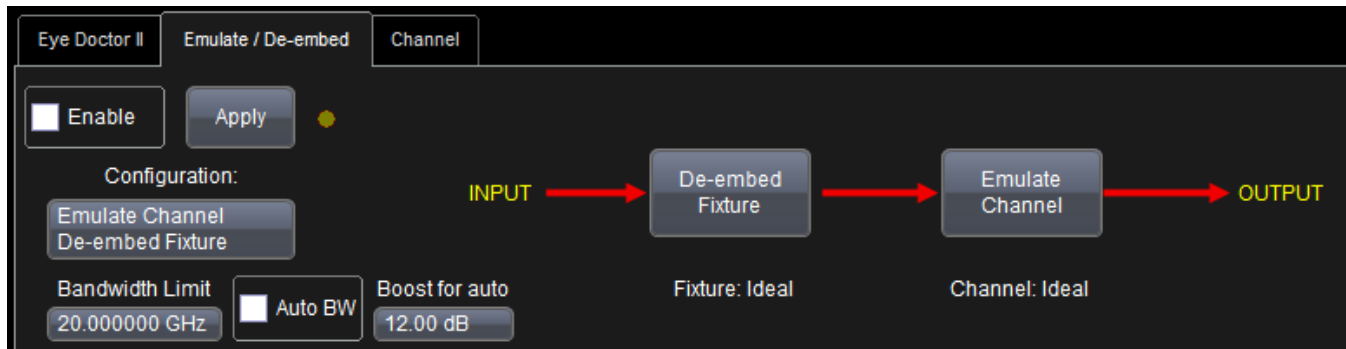 Eye Doctor II
Emulate / De-embed
Channel
Enable
Apply
Configuration:
Emulate Channel
De-embed Fixture
Bandwidth Limit
20.000000 GHz
Auto BW
Boost for auto
12.00 dB
INPUT
De-embed
Fixture
Emulate
Channel
OUTPUT
Fixture: Ideal
Channel: Ideal